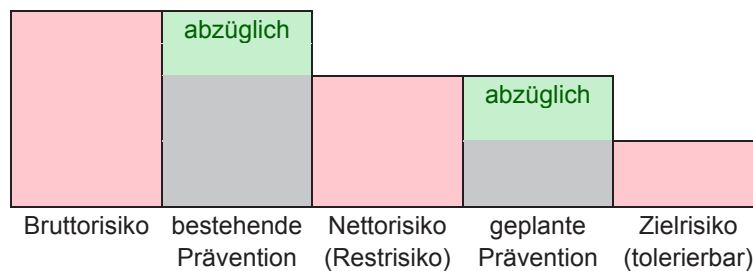 abzüglich
abzüglich
Bruttorisiko bestehende Nettorisiko geplante Zielrisiko
Prävention (Restrisiko) Prävention (tolerierbar)